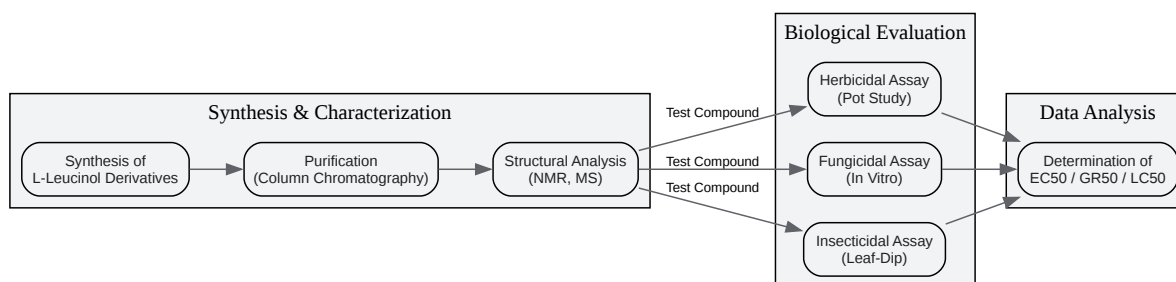 Synthesis & Characterization
Synthesis of
L-Leucinol Derivatives
Purification
(Column Chromatography)
Structural Analysis
(NMR, MS)
Test Compound
Test Compound
Test Compound
Biological Evaluation
Herbicidal Assay
(Pot Study)
Fungicidal Assay
(In Vitro)
Insecticidal Assay
(Leaf-Dip)
Data Analysis
Determination of
EC50 / GR50 / LC50